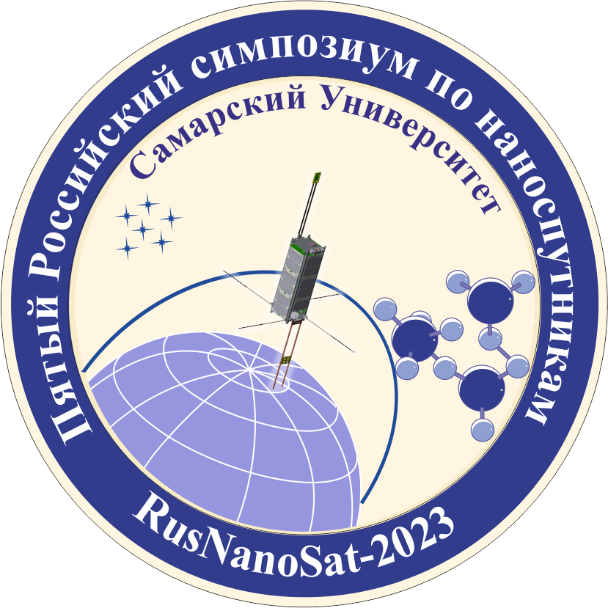 Пятый Российский симпозиум по наноспутникам
Самарский Университет
RusNanoSat-2023